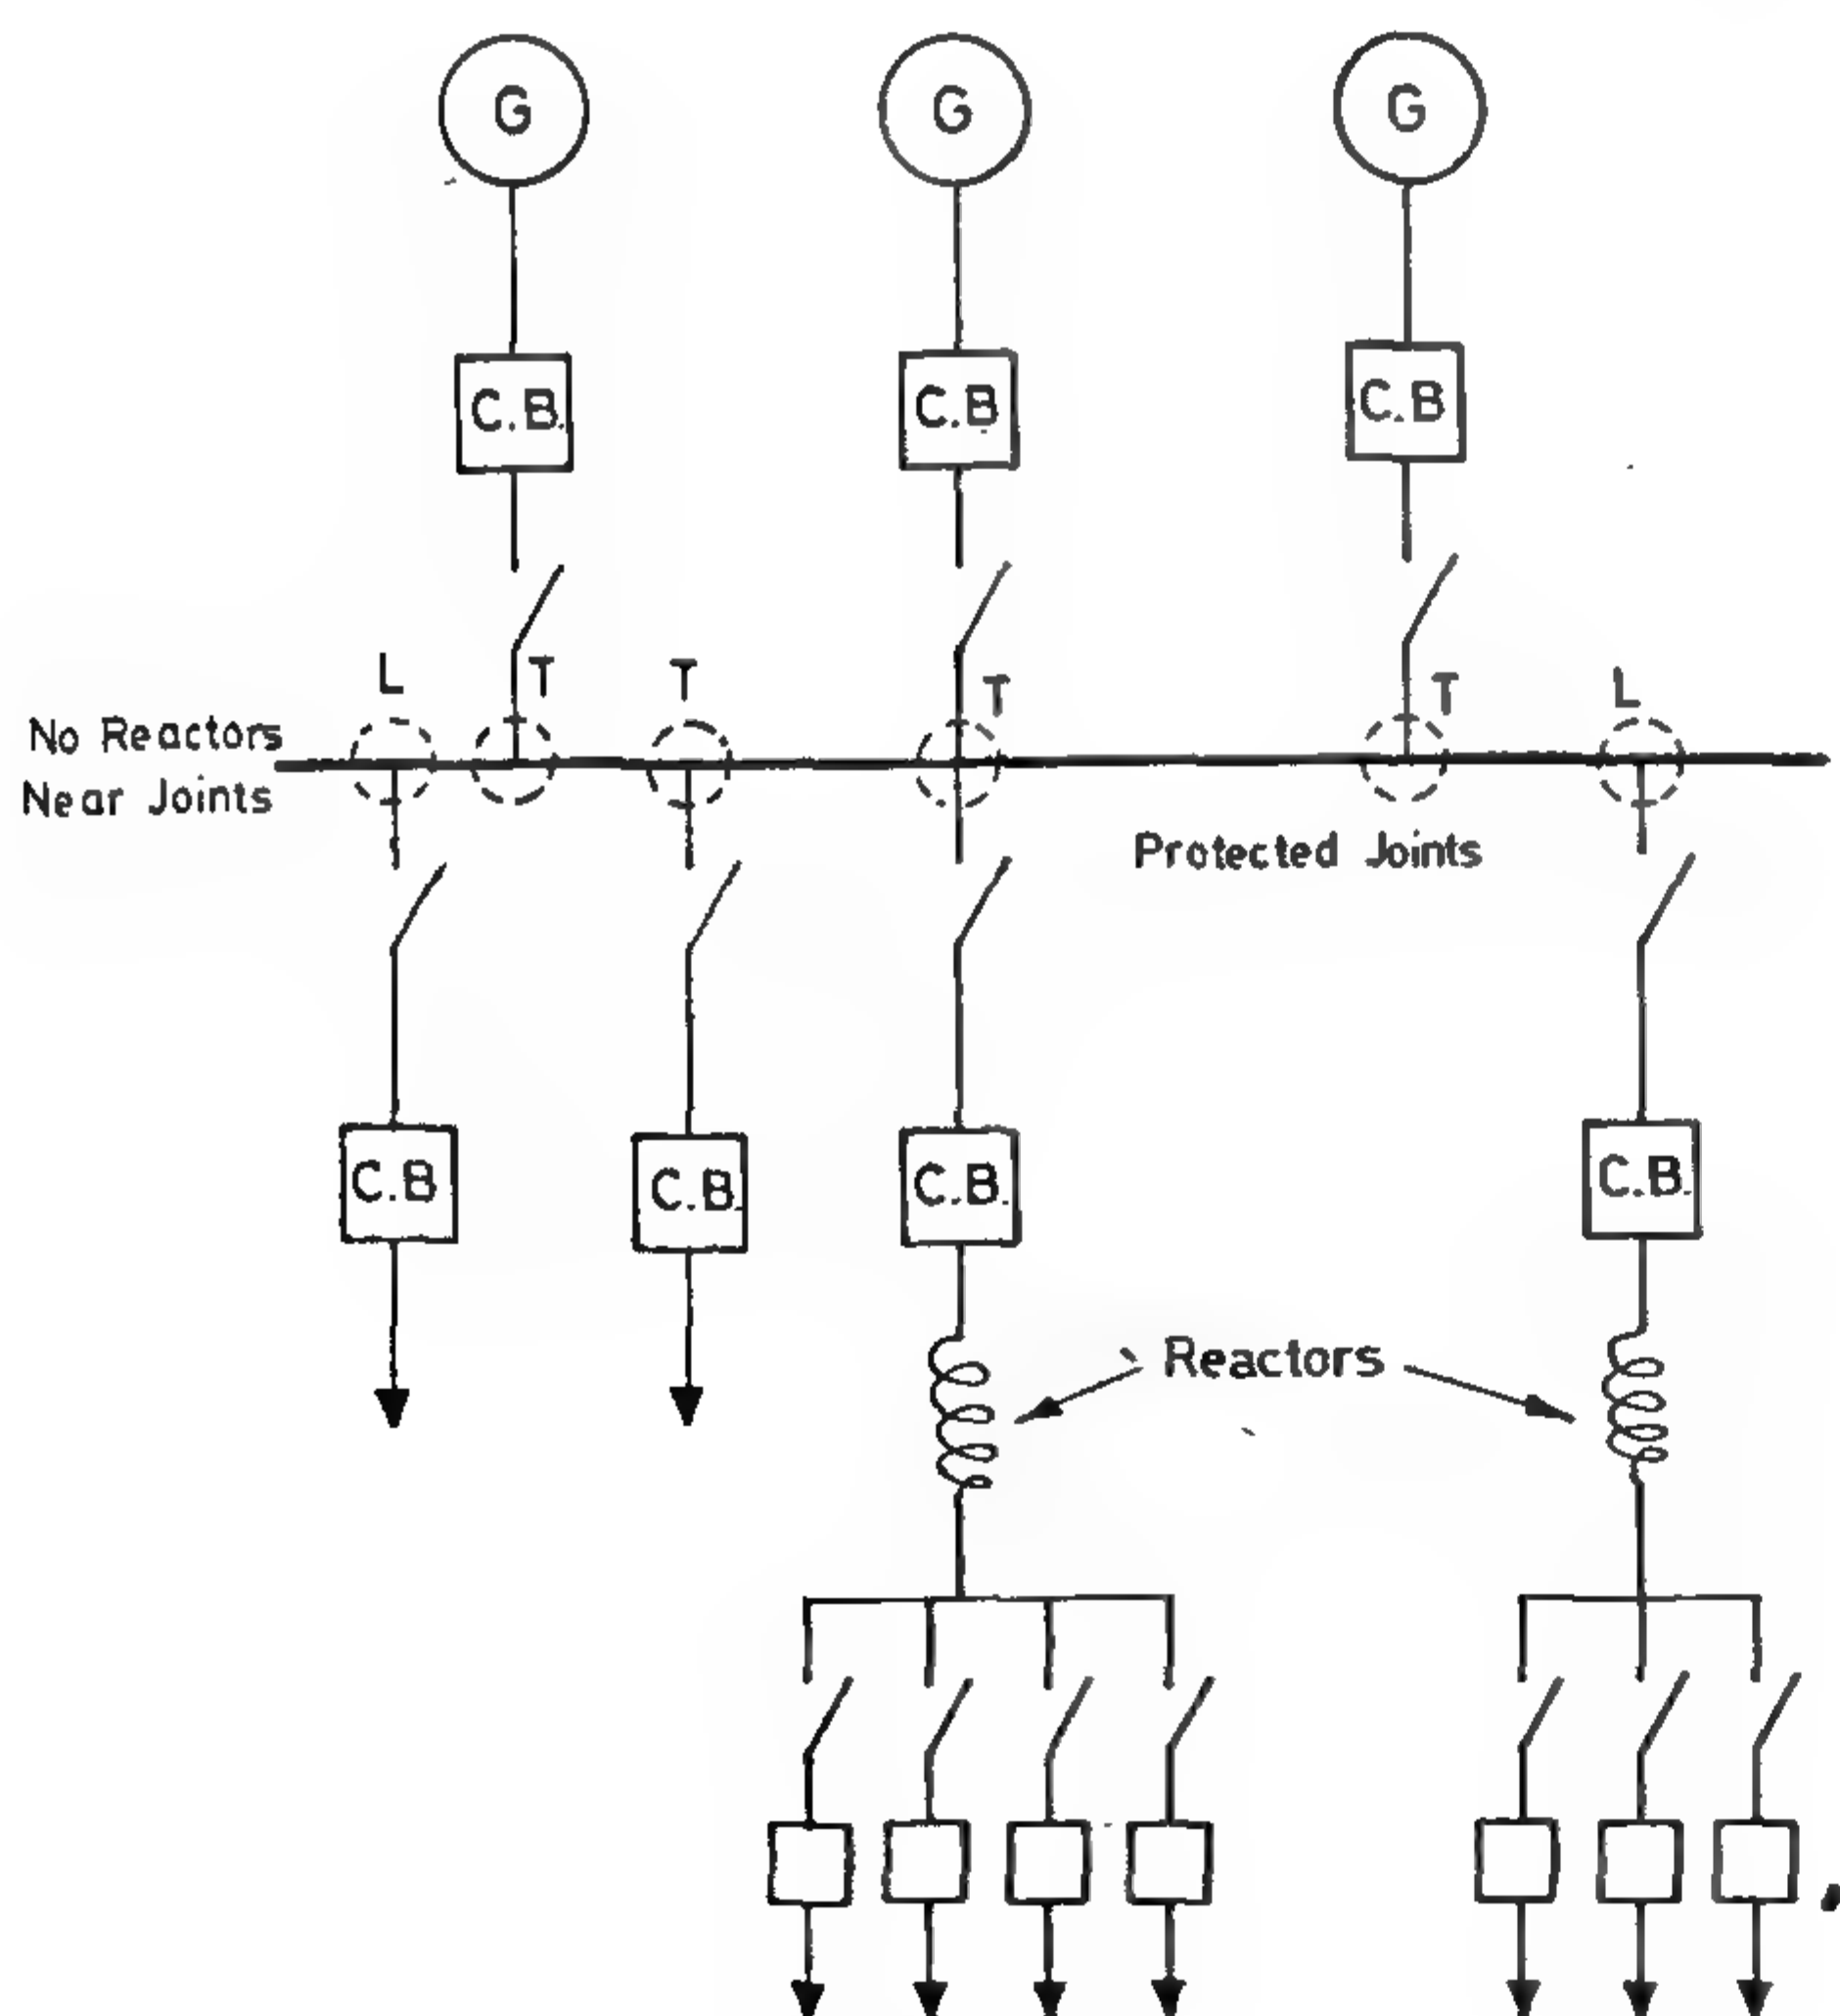 G G G
C.B. C.B C.B
L T T T T L
No Reactors
Near Joints
Protected Joints
C.B C.B. C.B. C.B.
Reactors